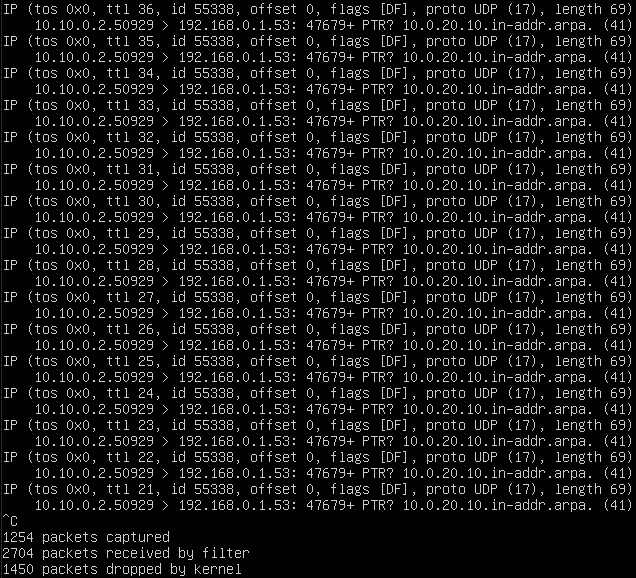 IP (tos 0x0, ttl 36, id 55338, offset 0, flags [DF], proto UDP (17), length 69)
10.10.0.2.50929 > 192.168.0.1.53: 47679+ PTR? 10.0.20.10.in-addr.arpa. (41)
IP (tos 0x0, ttl 35, id 55338, offset 0, flags [DF], proto UDP (17), length 69)
10.10.0.2.50929 > 192.168.0.1.53: 47679+ PTR? 10.0.20.10.in-addr.arpa. (41)
IP (tos 0x0, ttl 34, id 55338, offset 0, flags [DF], proto UDP (17), length 69)
10.10.0.2.50929 > 192.168.0.1.53: 47679+ PTR? 10.0.20.10.in-addr.arpa. (41)
IP (tos 0x0, ttl 33, id 55338, offset 0, flags [DF], proto UDP (17), length 69)
10.10.0.2.50929 > 192.168.0.1.53: 47679+ PTR? 10.0.20.10.in-addr.arpa. (41)
IP (tos 0x0, ttl 32, id 55338, offset 0, flags [DF], proto UDP (17), length 69)
10.10.0.2.50929 > 192.168.0.1.53: 47679+ PTR? 10.0.20.10.in-addr.arpa. (41)
IP (tos 0x0, ttl 31, id 55338, offset 0, flags [DF], proto UDP (17), length 69)
10.10.0.2.50929 > 192.168.0.1.53: 47679+ PTR? 10.0.20.10.in-addr.arpa. (41)
IP (tos 0x0, ttl 30, id 55338, offset 0, flags [DF], proto UDP (17), length 69)
10.10.0.2.50929 > 192.168.0.1.53: 47679+ PTR? 10.0.20.10.in-addr.arpa. (41)
IP (tos 0x0, ttl 29, id 55338, offset 0, flags [DF], proto UDP (17), length 69)
10.10.0.2.50929 > 192.168.0.1.53: 47679+ PTR? 10.0.20.10.in-addr.arpa. (41)
IP (tos 0x0, ttl 28, id 55338, offset 0, flags [DF], proto UDP (17), length 69)
10.10.0.2.50929 > 192.168.0.1.53: 47679+ PTR? 10.0.20.10.in-addr.arpa. (41)
IP (tos 0x0, ttl 27, id 55338, offset 0, flags [DF], proto UDP (17), length 69)
10.10.0.2.50929 > 192.168.0.1.53: 47679+ PTR? 10.0.20.10.in-addr.arpa. (41)
IP (tos 0x0, ttl 26, id 55338, offset 0, flags [DF], proto UDP (17), length 69)
10.10.0.2.50929 > 192.168.0.1.53: 47679+ PTR? 10.0.20.10.in-addr.arpa. (41)
IP (tos 0x0, ttl 25, id 55338, offset 0, flags [DF], proto UDP (17), length 69)
10.10.0.2.50929 > 192.168.0.1.53: 47679+ PTR? 10.0.20.10.in-addr.arpa. (41)
IP (tos 0x0, ttl 24, id 55338, offset 0, flags [DF], proto UDP (17), length 69)
10.10.0.2.50929 > 192.168.0.1.53: 47679+ PTR? 10.0.20.10.in-addr.arpa. (41)
IP (tos 0x0, ttl 23, id 55338, offset 0, flags [DF], proto UDP (17), length 69)
10.10.0.2.50929 > 192.168.0.1.53: 47679+ PTR? 10.0.20.10.in-addr.arpa. (41)
IP (tos 0x0, ttl 22, id 55338, offset 0, flags [DF], proto UDP (17), length 69)
10.10.0.2.50929 > 192.168.0.1.53: 47679+ PTR? 10.0.20.10.in-addr.arpa. (41)
IP (tos 0x0, ttl 21, id 55338, offset 0, flags [DF], proto UDP (17), length 69)
10.10.0.2.50929 > 192.168.0.1.53: 47679+ PTR? 10.0.20.10.in-addr.arpa. (41)
^C
1254 packets captured
2704 packets received by filter
1450 packets dropped by kernel